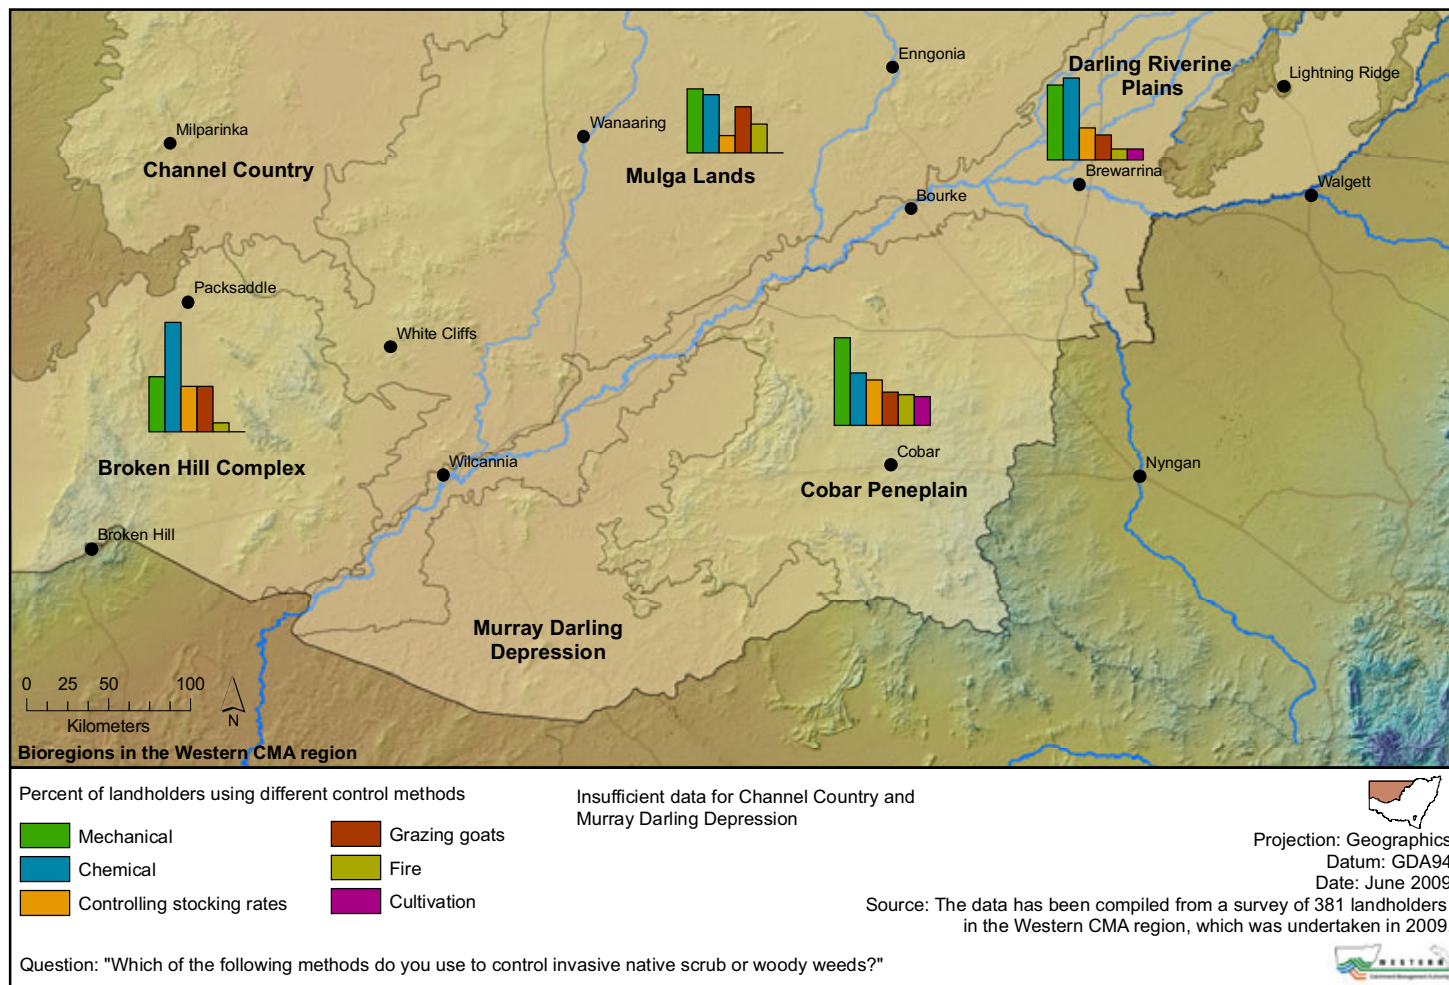 Enngonia
Darling Riverine
Plains
Lightning Ridge
Milparinka
Wanaaring
Channel Country
Mulga Lands
Brewarrina
Walgett
Bourke
Packsaddle
White Cliffs
Broken Hill Complex
Wilcannia
Cobar
Cobar Peneplain
Nyngan
Broken Hill
Murray Darling
Depression
0 25 50 100
Kilometers
N
Bioregions in the Western CMA region
Percent of landholders using different control methods
Mechanical
Chemical
Controlling stocking rates
Grazing goats
Fire
Cultivation
Insufficient data for Channel Country and
Murray Darling Depression
Projection: Geographics
Datum: GDA94
Date: June 2009
Source: The data has been compiled from a survey of 381 landholders
in the Western CMA region, which was undertaken in 2009.
Question: "Which of the following methods do you use to control invasive native scrub or woody weeds?"
WESTERN